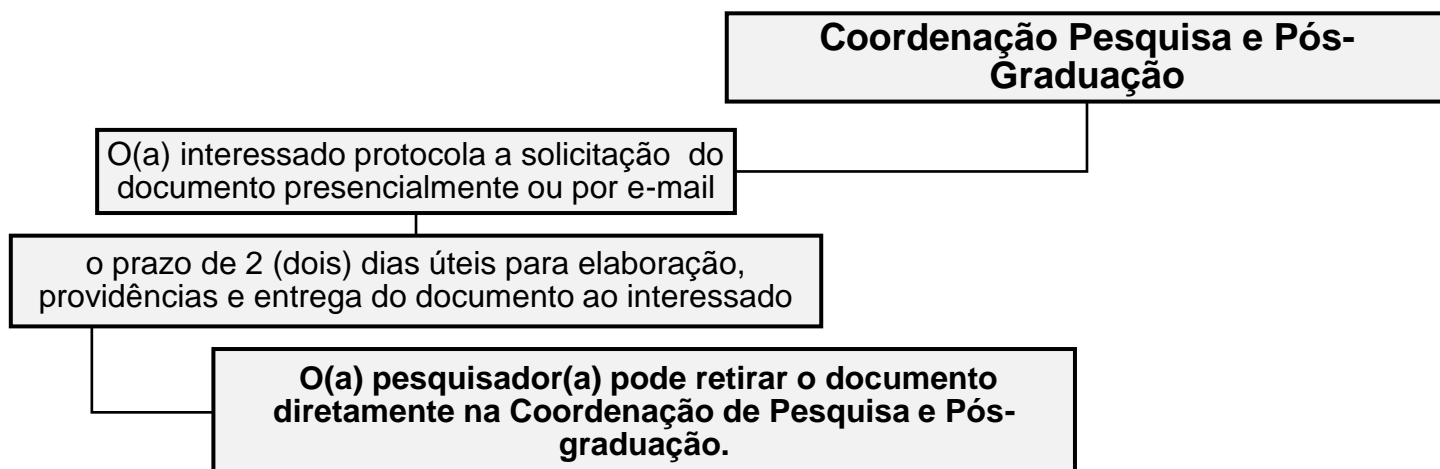 Coordenação Pesquisa e Pós-
Graduação
O(a) interessado protocola a solicitação  do
documento presencialmente ou por e-mail
o prazo de 2 (dois) dias úteis para elaboração,
providências e entrega do documento ao interessado
O(a) pesquisador(a) pode retirar o documento
diretamente na Coordenação de Pesquisa e Pós-
graduação.